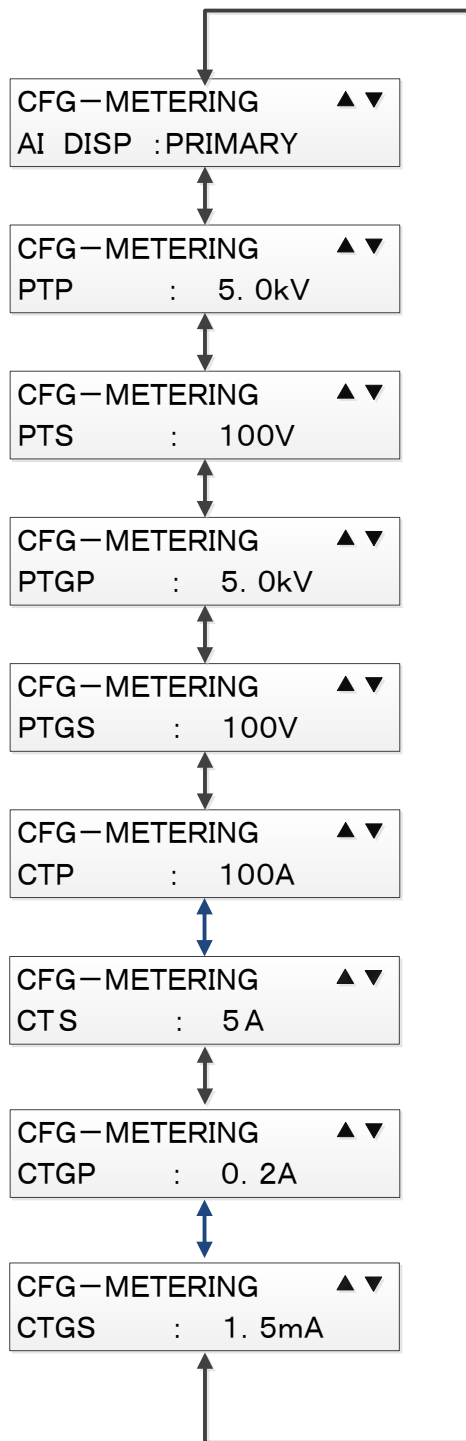 CFG-METERING ▲ ▼
AI DISP :PRIMARY
CFG-METERING ▲ ▼
PTP : 5. 0kV
CFG-METERING ▲ ▼
PTS : 100V
CFG-METERING ▲ ▼
PTGP : 5. 0kV
CFG-METERING ▲ ▼
PTGS : 100V
CFG-METERING ▲ ▼
CTP : 100A
CFG-METERING ▲ ▼
CTS : 5A
CFG-METERING ▲ ▼
CTGP : 0. 2A
CFG-METERING ▲ ▼
CTGS : 1. 5mA